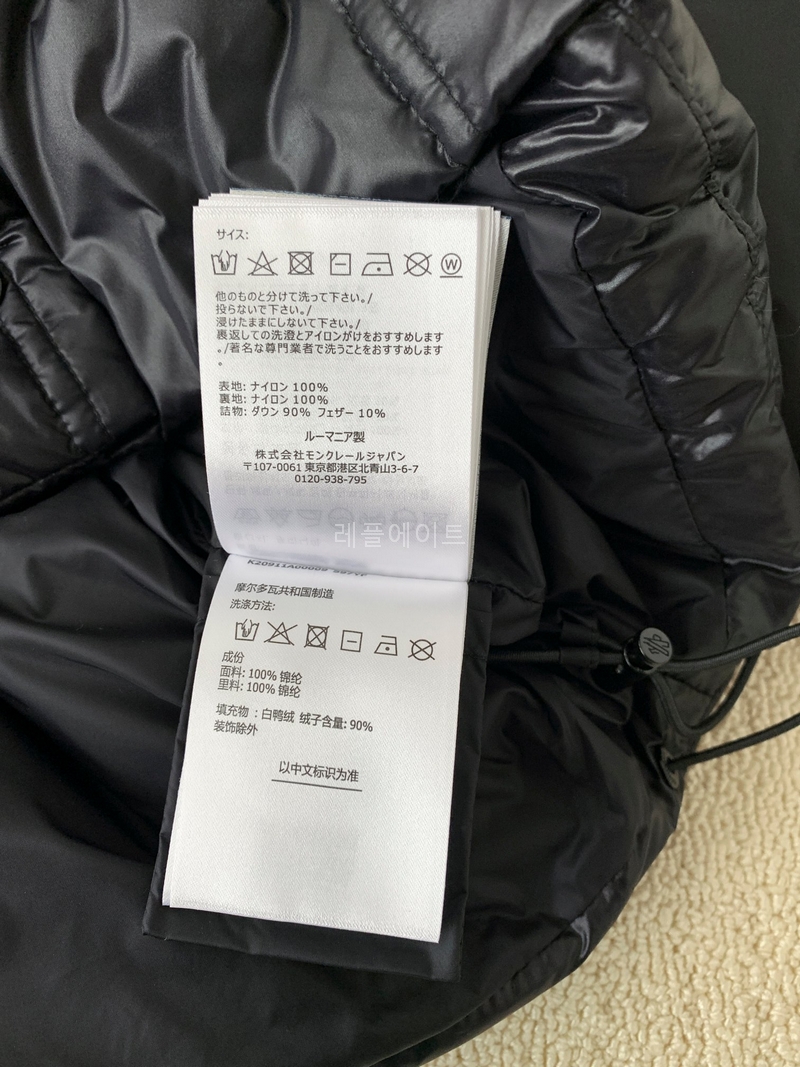 サイズ:
W
他のものと分けて洗って下さい。/
投らないで下さい。/
浸けたままにしないて下さい。/
裏返しての洗澄とアイロンがけをおすすめします
。/著名な尊門業者で洗うことをおすすめします
。
表地: ナイロン 100%
裏地: ナイロン 100%
詰物: ダウン 90% フェザー 10%
ルーマニア製
株式会社モンクレールジャパン
〒107-0061 東京都港区北青山3-6-7
0120-938-795
레플에이트
摩尔多瓦共和国制造
洗涤方法:
成份
面料: 100% 锦纶
里料: 100% 锦纶
填充物 : 白鸭绒 绒子含量: 90%
装饰除外
以中文标识为准